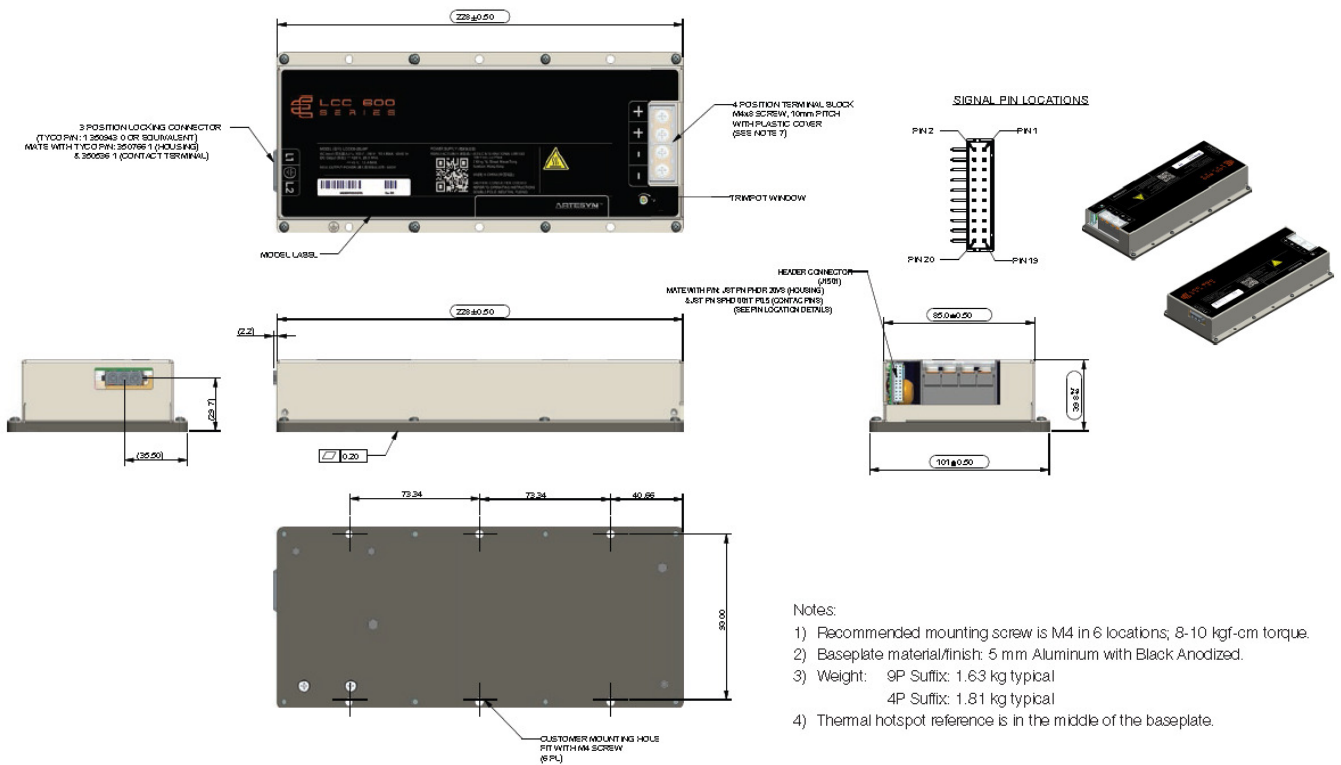 228±0.50
LCC 600
SERIES
3 POSITION LOCKING CONNECTOR
(TYCO P/N: 1 350943 0 OR EQUIVALENT)
MATE WITH TYCO P/N: 350766 1 (HOUSING)
& 350536 1 (CONTACT TERMINAL)
L1
L2
+
+
-
-
4 POSITION TERMINAL BLOCK
M4x8 SCREW, 10mm PITCH
WITH PLASTIC COVER
(SEE NOTE 7)
TRIMPOT WINDOW
ARTESYN
MODEL LABEL
SIGNAL PIN LOCATIONS
PIN 2
PIN 1
PIN 20
PIN 19
HEADER CONNECTOR
(J1501)
MATE WITH P/N: JST PN PHDR 20VS (HOUSING)
& JST PN SPHD 001T P0.5 (CONTAC PINS)
(SEE PIN LOCATION DETAILS)
(2.2)
228±0.50
85.0±0.50
(29.7)
(35.50)
0.20
101±0.50
73.34
73.34
40.66
93.00
CUSTOMER MOUNTING HOLE
FIT WITH M4 SCREW
(6 PL)
Notes:
1) Recommended mounting screw is M4 in 6 locations; 8-10 kgf-cm torque.
2) Baseplate material/finish: 5 mm Aluminum with Black Anodized.
3) Weight: 9P Suffix: 1.63 kg typical
4P Suffix: 1.81 kg typical
4) Thermal hotspot reference is in the middle of the baseplate.